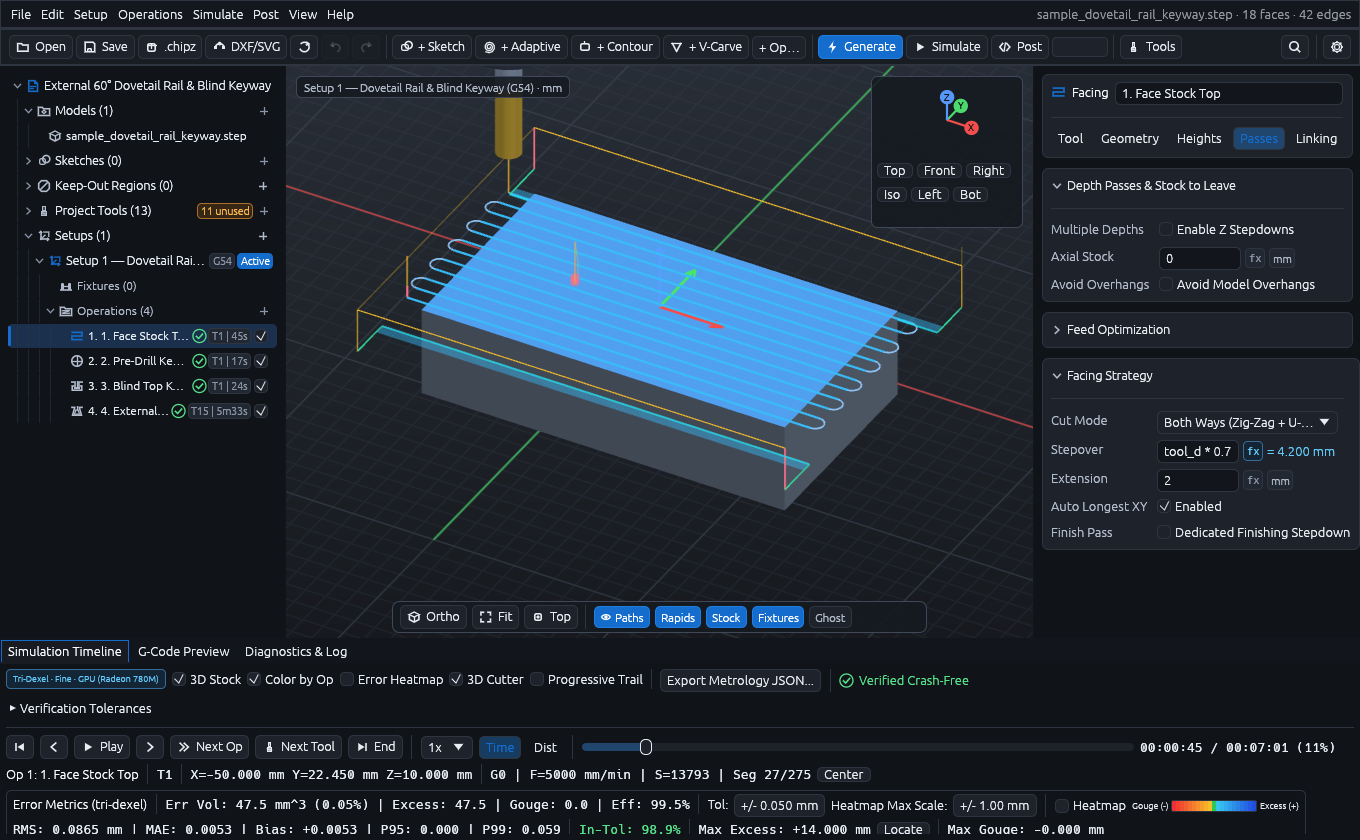 File Edit Setup Operations Simulate Post View Help
sample_dovetail_rail_keyway.step · 18 faces · 42 edges
Open Save .chipz DXF/SVG + Sketch + Adaptive + Contour + V-Carve + Op... Generate Simulate Post Tools
External 60° Dovetail Rail & Blind Keyway
Models (1) +
sample_dovetail_rail_keyway.step
Sketches (0) +
Keep-Out Regions (0) +
Project Tools (13) 11 unused +
Setups (1) +
Setup 1 — Dovetail Rai... G54 Active
Fixtures (0)
Operations (4) +
1. 1. Face Stock T... T1 | 45s
2. 2. Pre-Drill Ke... T1 | 17s
3. 3. Blind Top K... T1 | 24s
4. 4. External... T15 | 5m33s
Setup 1 — Dovetail Rail & Blind Keyway (G54) · mm
Z
Y
X
Top Front Right
Iso Left Bot
Ortho Fit Top Paths Rapids Stock Fixtures Ghost
Facing 1. Face Stock Top
Tool Geometry Heights Passes Linking
Depth Passes & Stock to Leave
Multiple Depths Enable Z Stepdowns
Axial Stock 0 fx mm
Avoid Overhangs Avoid Model Overhangs
Feed Optimization
Facing Strategy
Cut Mode Both Ways (Zig-Zag + U-...
Stepover tool_d * 0.7 fx = 4.200 mm
Extension 2 fx mm
Auto Longest XY Enabled
Finish Pass Dedicated Finishing Stepdown
Simulation Timeline G-Code Preview Diagnostics & Log
Tri-Dexel · Fine · GPU (Radeon 780M) 3D Stock Color by Op Error Heatmap 3D Cutter Progressive Trail Export Metrology JSON... Verified Crash-Free
Verification Tolerances
Play Next Op Next Tool End 1x Time Dist 00:00:45 / 00:07:01 (11%)
Op 1: 1. Face Stock Top T1 X=-50.000 mm Y=22.450 mm Z=10.000 mm G0 | F=5000 mm/min | S=13793 | Seg 27/275 Center
Error Metrics (tri-dexel) Err Vol: 47.5 mm^3 (0.05%) | Excess: 47.5 | Gouge: 0.0 | Eff: 99.5% Tol: +/- 0.050 mm Heatmap Max Scale: +/- 1.00 mm Heatmap Gouge (-) Excess (+)
RMS: 0.0865 mm | MAE: 0.0053 | Bias: +0.0053 | P95: 0.000 | P99: 0.059 In-Tol: 98.9% Max Excess: +14.000 mm Locate Max Gouge: -0.000 mm